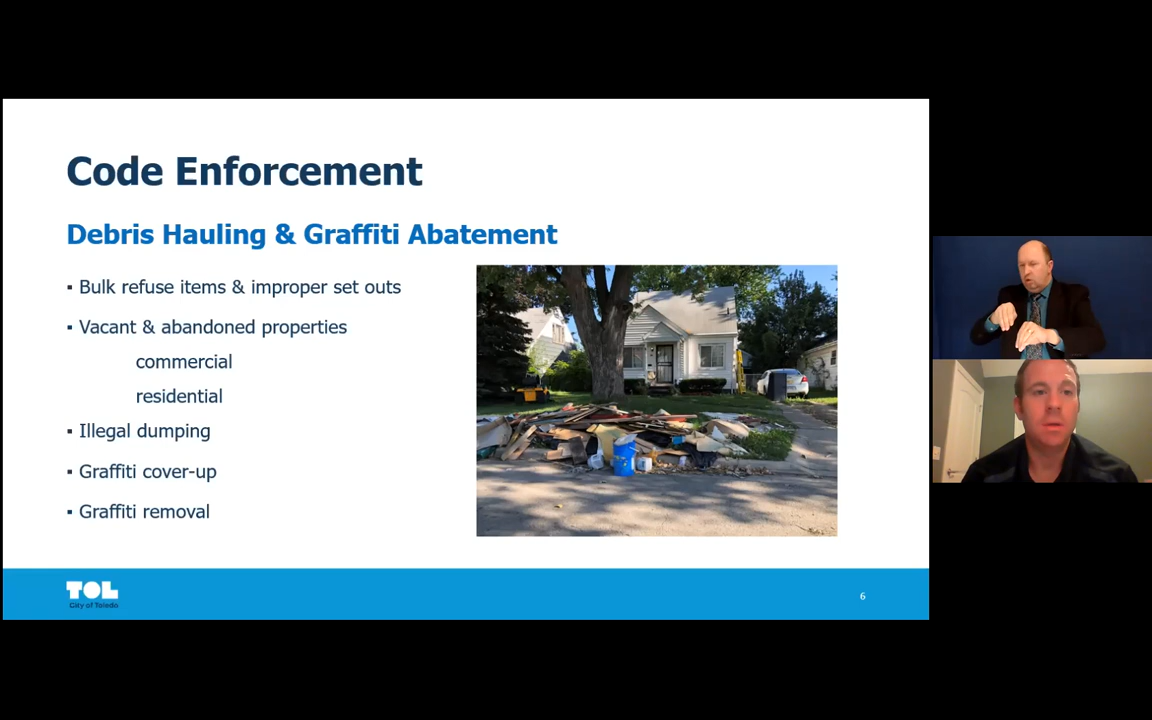 Code Enforcement
Debris Hauling & Graffiti Abatement
▪ Bulk refuse items & improper set outs
▪ Vacant & abandoned properties
commercial
residential
▪ Illegal dumping
▪ Graffiti cover-up
▪ Graffiti removal
TOL
City of Toledo
6